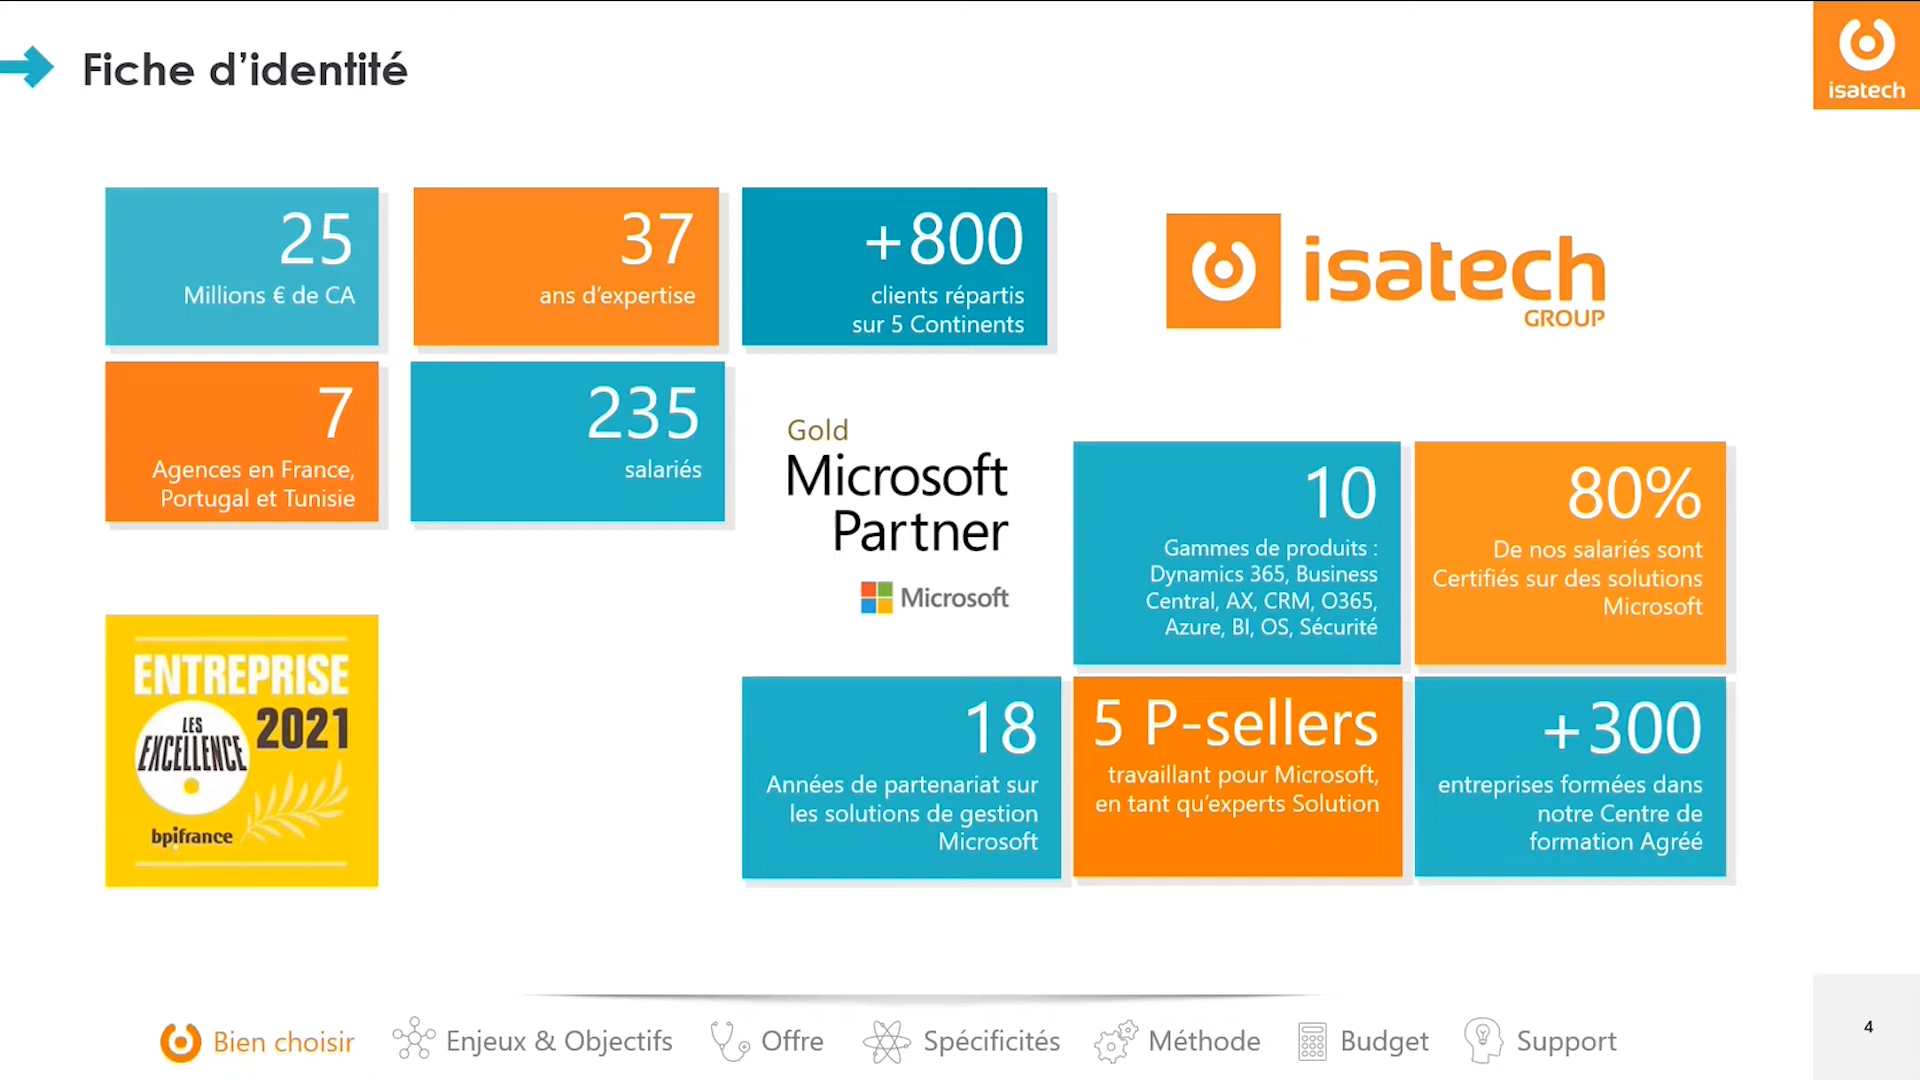 Fiche d’identité
isatech
25
Millions € de CA
37
ans d’expertise
+800
clients répartis
sur 5 Continents
isatech
GROUP
7
Agences en France,
Portugal et Tunisie
235
salariés
Gold
Microsoft
Partner
Microsoft
10
Gammes de produits :
Dynamics 365, Business
Central, AX, CRM, O365,
Azure, BI, OS, Sécurité
80%
De nos salariés sont
Certifiés sur des solutions
Microsoft
ENTREPRISE
LES
EXCELLENCE
2021
bpifrance
18
Années de partenariat sur
les solutions de gestion
Microsoft
5 P-sellers
travaillant pour Microsoft,
en tant qu’experts Solution
+300
entreprises formées dans
notre Centre de
formation Agréé
Bien choisir
Enjeux & Objectifs
Offre
Spécificités
Méthode
Budget
Support
4